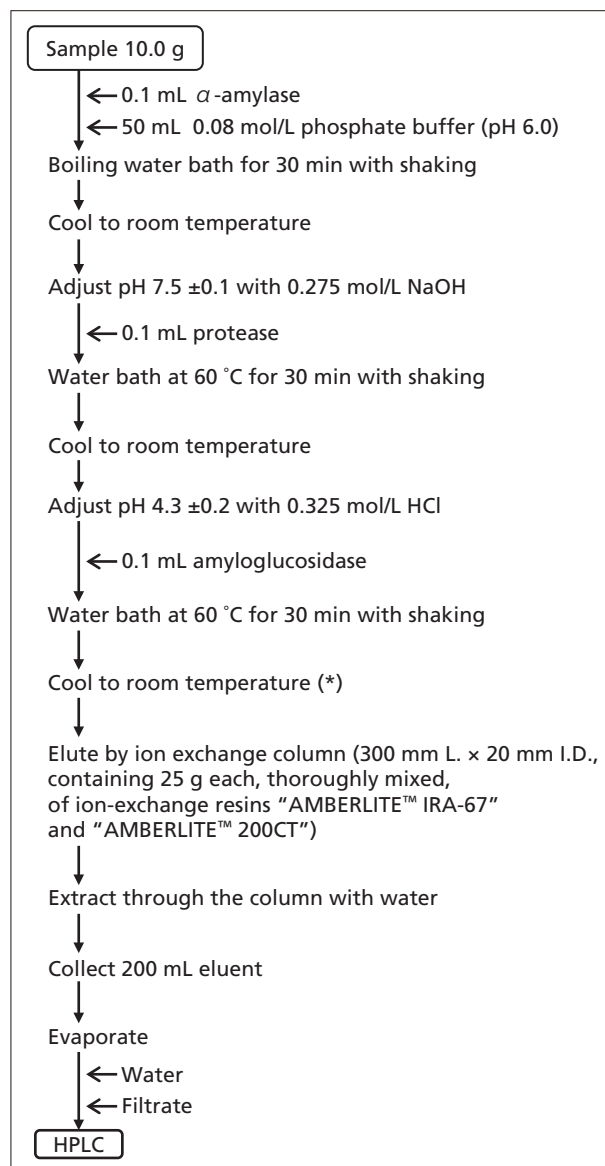 Sample 10.0 g
0.1 mL α-amylase
50 mL 0.08 mol/L phosphate buffer (pH 6.0)
Boiling water bath for 30 min with shaking
Cool to room temperature
Adjust pH 7.5 ±0.1 with 0.275 mol/L NaOH
0.1 mL protease
Water bath at 60 ˚C for 30 min with shaking
Cool to room temperature
Adjust pH 4.3 ±0.2 with 0.325 mol/L HCl
0.1 mL amyloglucosidase
Water bath at 60 ˚C for 30 min with shaking
Cool to room temperature (*)
Elute by ion exchange column (300 mm L. × 20 mm I.D.,
containing 25 g each, thoroughly mixed,
of ion-exchange resins “AMBERLITE™ IRA-67”
and “AMBERLITE™ 200CT”)
Extract through the column with water
Collect 200 mL eluent
Evaporate
Water
Filtrate
HPLC